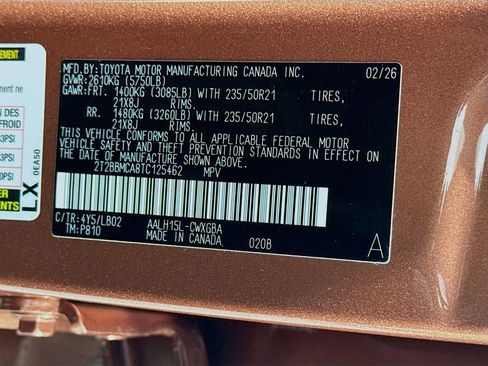 MFD.BY:TOYOTA MOTOR MANUFACTURING CANADA INC. 02/26
GVWR:2610KG (5750LB)
GAWR:FRT. 1400KG (3085LB) WITH 235/50R21 TIRES,
21X8J RIMS.
RR. 1480KG (3260LB) WITH 235/50R21 TIRES,
21X8J RIMS.
THIS VEHICLE CONFORMS TO ALL APPLICABLE FEDERAL MOTOR
VEHICLE SAFETY AND THEFT PREVENTION STANDARDS IN EFFECT
ON THE DATE OF MANUFACTURE SHOWN ABOVE.
2T2BBMCA8TC125462 MPV
C/TR:4Y5/LB02 AALH15L-CWXGBA
TM:P810 MADE IN CANADA 020B A
LX 0EA50